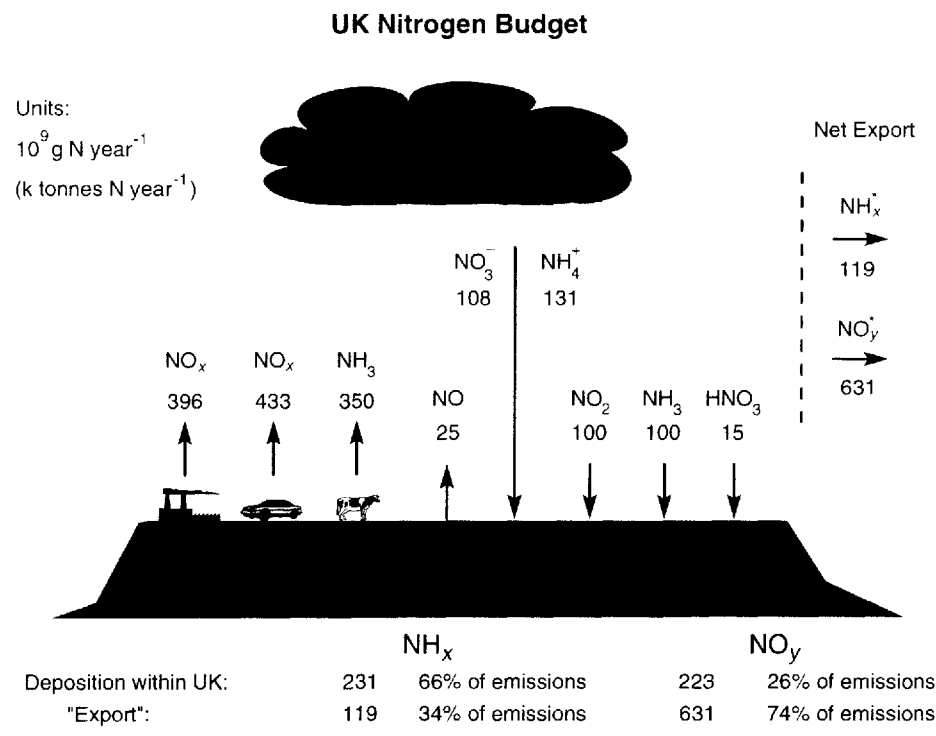 UK Nitrogen Budget
Units:
10⁹g N year⁻¹
(k tonnes N year⁻¹)
Net Export
NHₓ*
119
NOᵧ*
631
NO₃⁻ NH₄⁺
108 131
NOₓ NOₓ NH₃
396 433 350
NO NO₂ NH₃ HNO₃
25 100 100 15
NHₓ NOᵧ
Deposition within UK: 231 66% of emissions 223 26% of emissions
"Export": 119 34% of emissions 631 74% of emissions